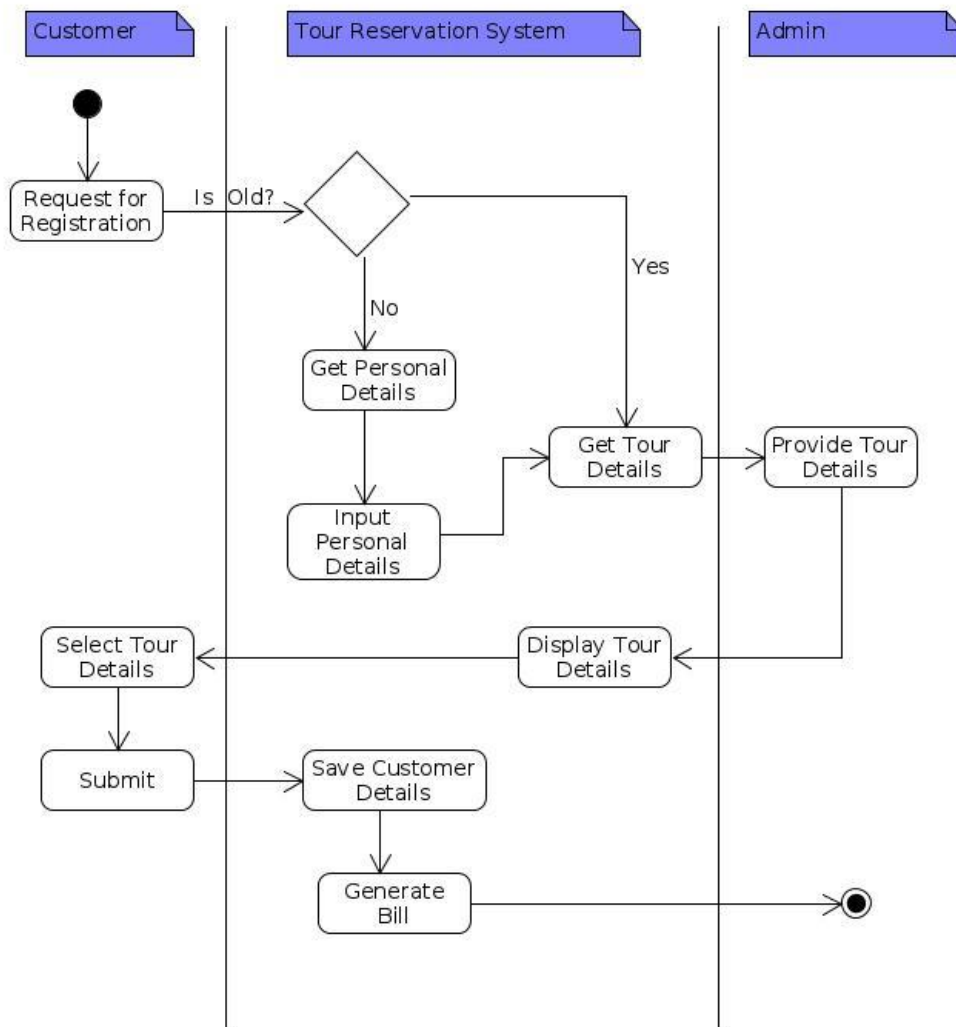 Customer
Tour Reservation System
Admin
Request for
Registration
Is Old?
Yes
No
Get Personal
Details
Get Tour
Details
Provide Tour
Details
Input
Personal
Details
Select Tour
Details
Display Tour
Details
Submit
Save Customer
Details
Generate
Bill